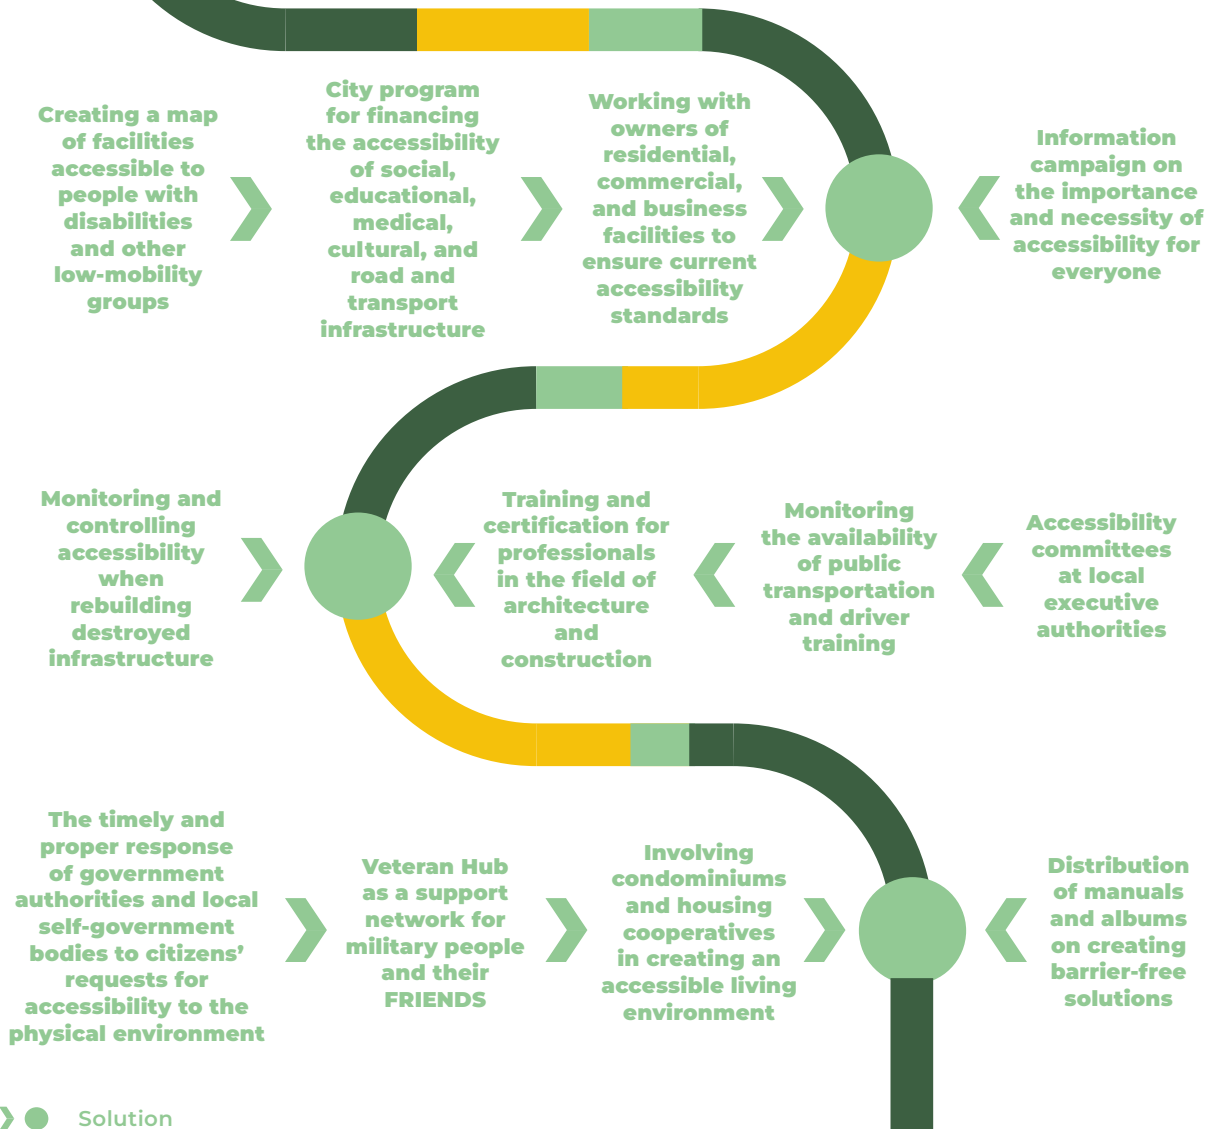 Creating a map
of facilities
accessible to
people with
disabilities
and other
low-mobility
groups
City program
for financing
the accessibility
of social,
educational,
medical,
cultural, and
road and
transport
infrastructure
Working with
owners of
residential,
commercial,
and business
facilities to
ensure current
accessibility
standards
Information
campaign on
the importance
and necessity of
accessibility for
everyone
Monitoring and
controlling
accessibility
when
rebuilding
destroyed
infrastructure
Training and
certification for
professionals
in the field of
architecture
and
construction
Monitoring
the availability
of public
transportation
and driver
training
Accessibility
committees
at local
executive
authorities
The timely and
proper response
of government
authorities and local
self-government
bodies to citizens’
requests for
accessibility to the
physical environment
Veteran Hub
as a support
network for
military people
and their
FRIENDS
Involving
condominiums
and housing
cooperatives
in creating an
accessible living
environment
Distribution
of manuals
and albums
on creating
barrier-free
solutions
Solution